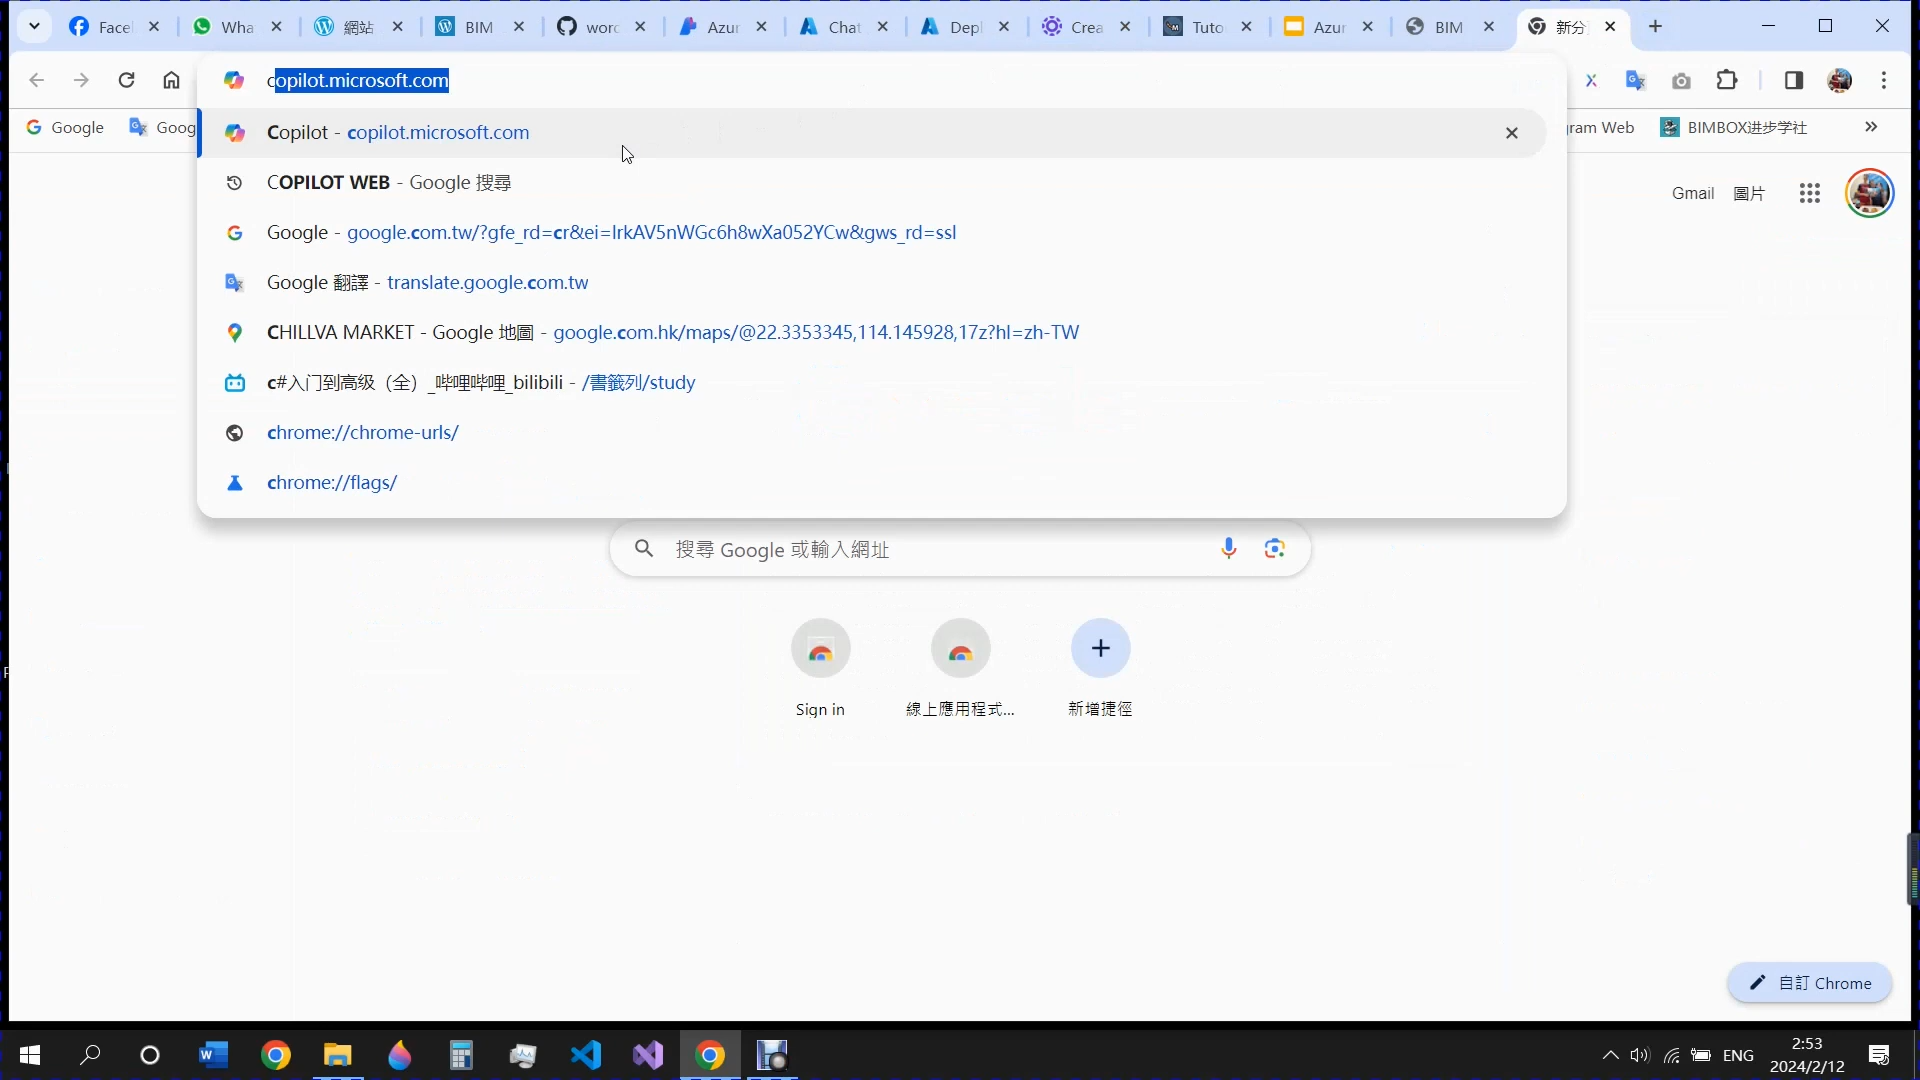 Face
Wha
網站
BIM
word
Azur
Chat
Depl
Crea
Tuto
Azur
BIM
新分
copilot.microsoft.com
Google
Goog
gram Web
BIMBOX进步学社
Copilot - copilot.microsoft.com
COPILOT WEB - Google 搜尋
Gmail
圖片
Google - google.com.tw/?gfe_rd=cr&ei=lrkAV5nWGc6h8wXa052YCw&gws_rd=ssl
Google 翻譯 - translate.google.com.tw
CHILLVA MARKET - Google 地圖 - google.com.hk/maps/@22.3353345,114.145928,17z?hl=zh-TW
c#入门到高级（全）_哔哩哔哩_bilibili - /書籤列/study
chrome://chrome-urls/
chrome://flags/
搜尋 Google 或輸入網址
Sign in
線上應用程式...
新增捷徑
自訂 Chrome
ENG
2:53
2024/2/12